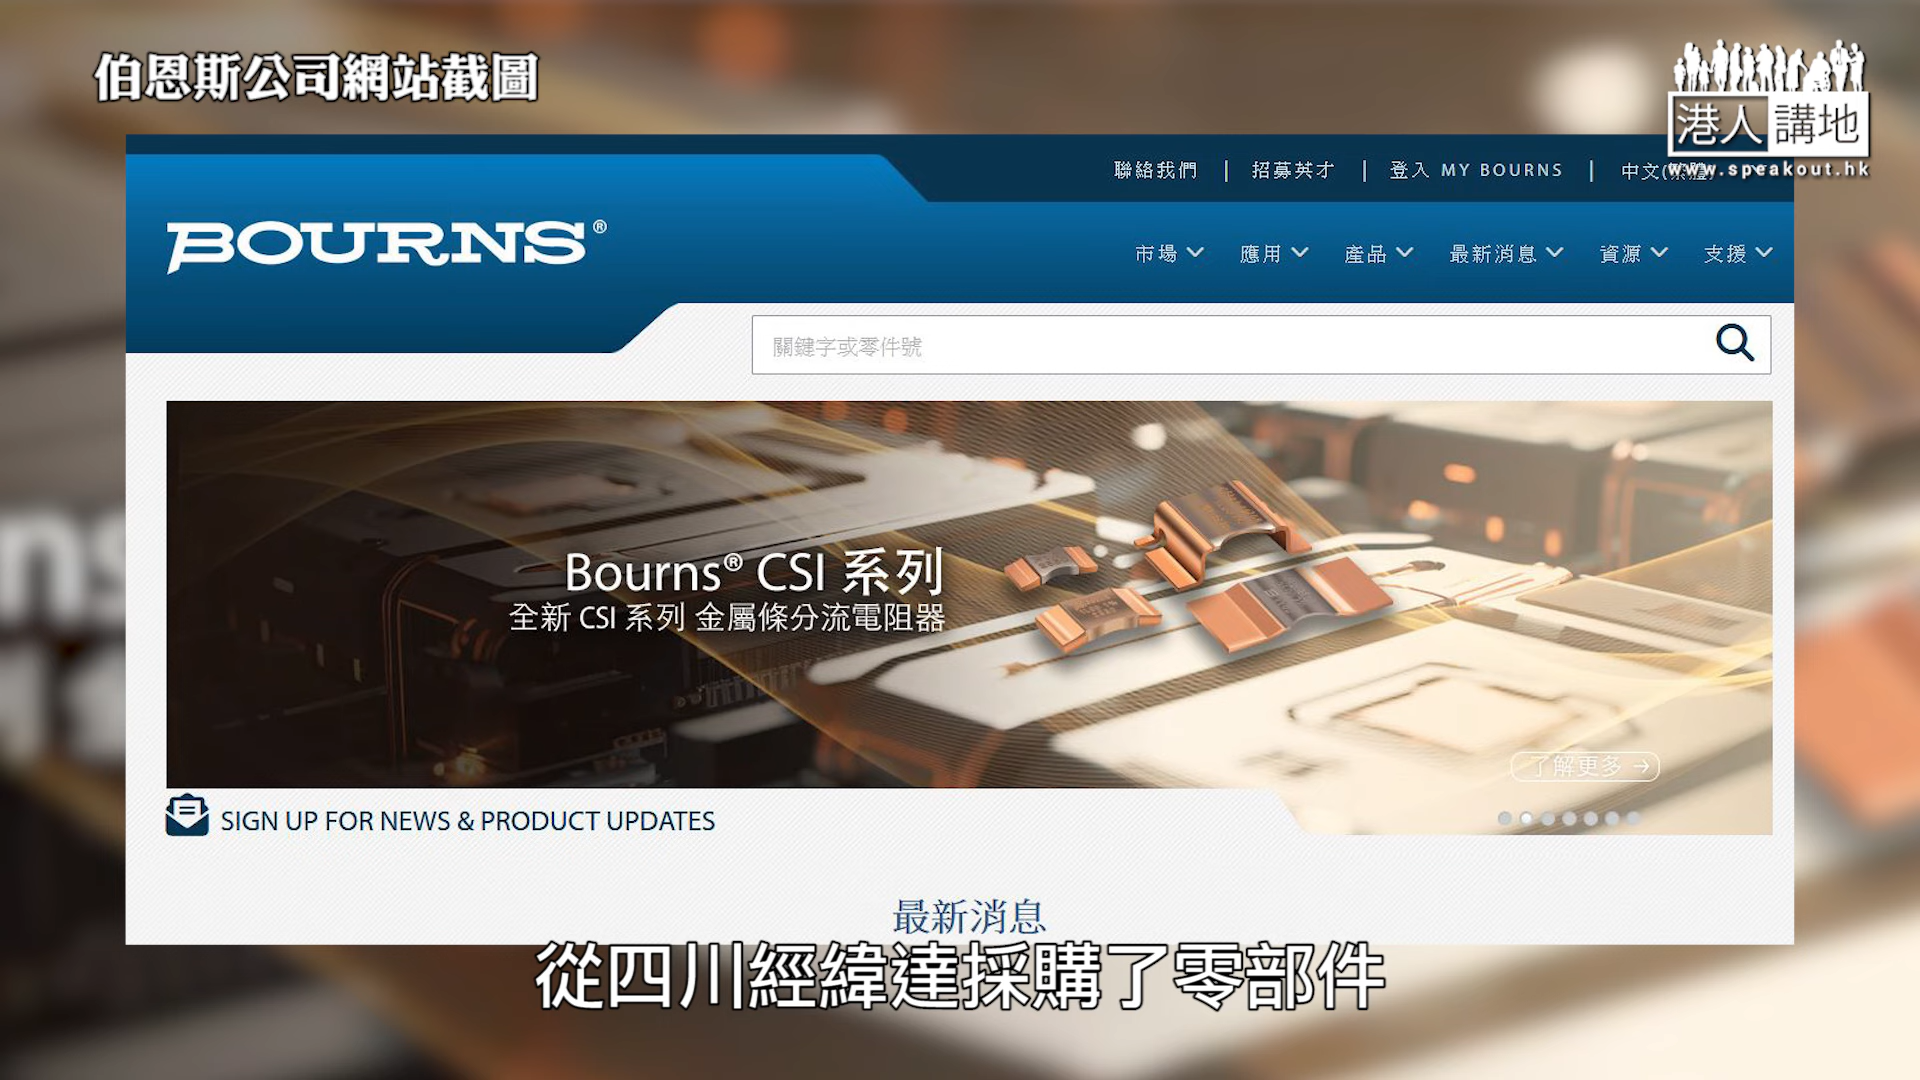 伯恩斯公司網站截圖
港人講地
www.speakout.hk
聯絡我們 | 招募英才 | 登入 MY BOURNS | 中文(繁體)
BOURNS®
市場 應用 產品 最新消息 資源 支援
關鍵字或零件號
Bourns® CSI 系列
全新 CSI 系列 金屬條分流電阻器
了解更多 →
SIGN UP FOR NEWS & PRODUCT UPDATES
最新消息
從四川經緯達採購了零部件